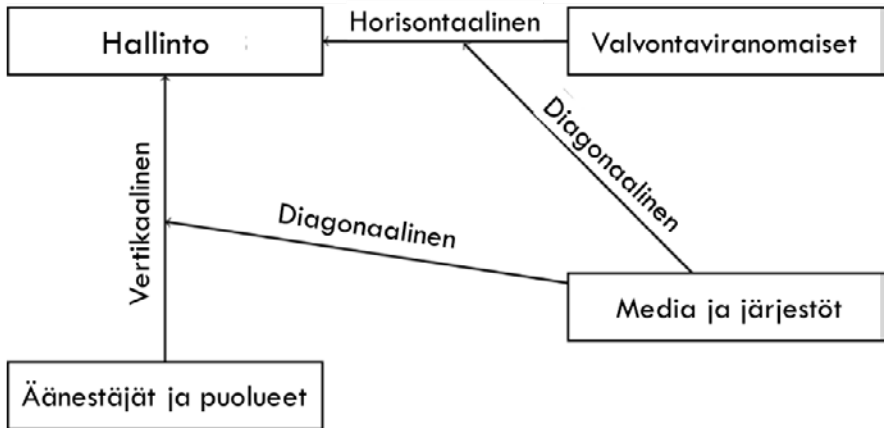 Horisontaalinen
Hallinto
Valvontaviranomaiset
Diagonaalinen
Vertikaalinen
Diagonaalinen
Media ja järjestöt
Äänestäjät ja puolueet